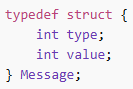 typedef struct {
    int type;
    int value;
} Message;